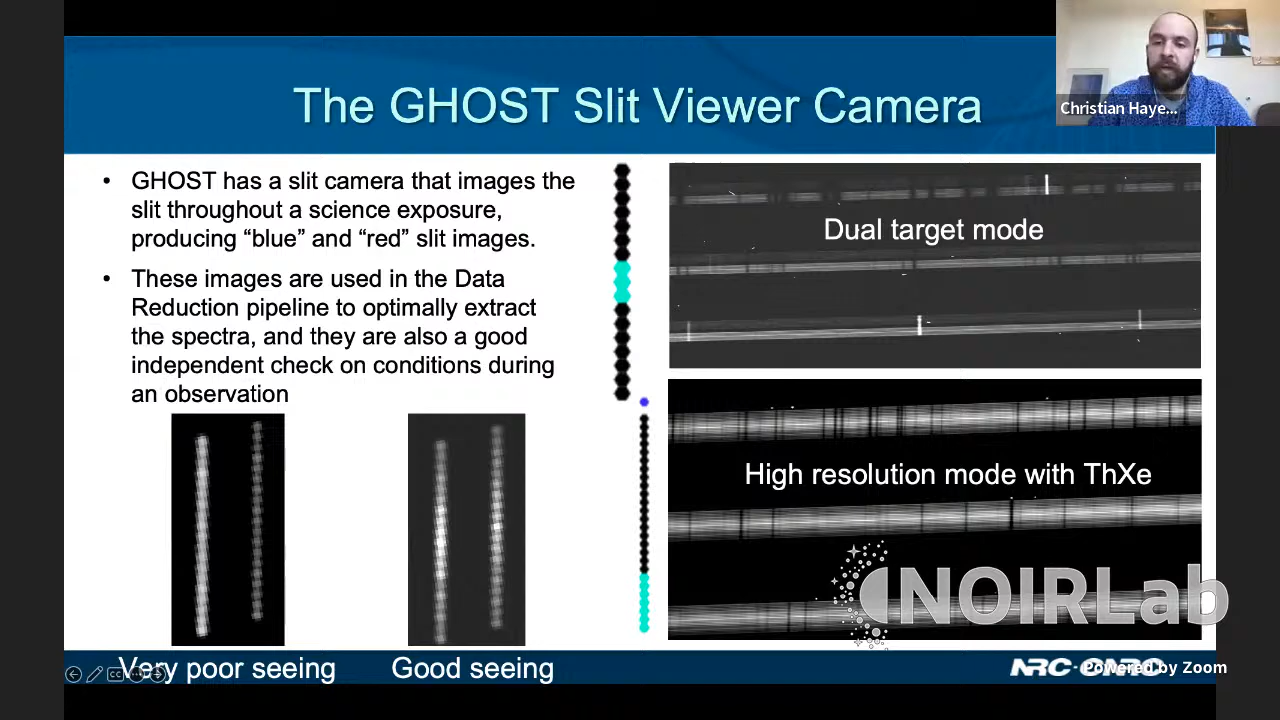 The GHOST Slit Viewer Camera
Christian Haye...
• GHOST has a slit camera that images the
slit throughout a science exposure,
producing “blue” and “red” slit images.
• These images are used in the Data
Reduction pipeline to optimally extract
the spectra, and they are also a good
independent check on conditions during
an observation
Dual target mode
High resolution mode with ThXe
NOIRLab
Very poor seeing
Good seeing
NRC·CNRC
Powered by Zoom